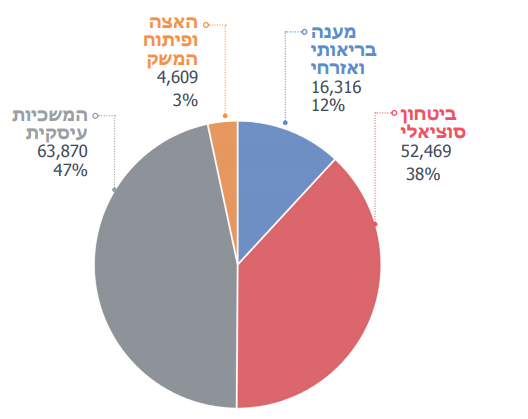 האצה
ופיתוח
המשק
4,609
3%
מענה
בריאותי
ואזרחי
16,316
12%
ביטחון
סוציאלי
52,469
38%
המשכיות
עיסקית
63,870
47%